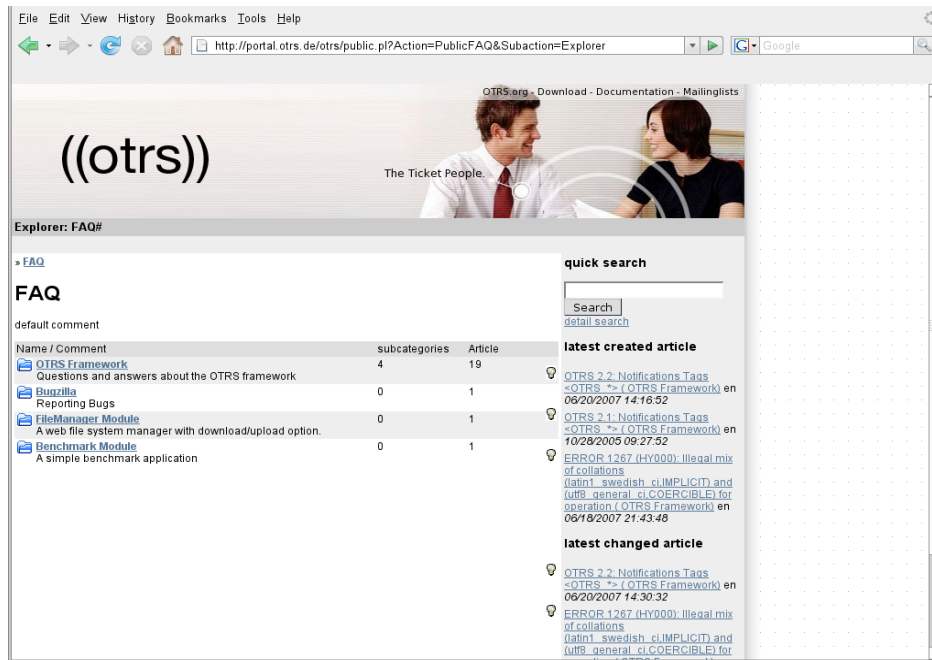 File Edit View History Bookmarks Tools Help
http://portal.otrs.de/otrs/public.pl?Action=PublicFAQ&Subaction=Explorer
G Google
OTRS.org - Download - Documentation - Mailinglists
((otrs))
The Ticket People.
Explorer: FAQ#
» FAQ
FAQ
default comment
Name / Comment subcategories Article
OTRS Framework 4 19
Questions and answers about the OTRS framework
Bugzilla 0 1
Reporting Bugs
FileManager Module 0 1
A web file system manager with download/upload option.
Benchmark Module 0 1
A simple benchmark application
quick search
Search
detail search
latest created article
OTRS 2.2: Notifications Tags
<OTRS_*> ( OTRS Framework) en
06/20/2007 14:16:52
OTRS 2.1: Notifications Tags
<OTRS_*> ( OTRS Framework) en
10/28/2005 09:27:52
ERROR 1267 (HY000): Illegal mix
of collations
(latin1_swedish_ci,IMPLICIT) and
(utf8_general_ci,COERCIBLE) for
operation ( OTRS Framework) en
06/18/2007 21:43:48
latest changed article
OTRS 2.2: Notifications Tags
<OTRS_*> ( OTRS Framework) en
06/20/2007 14:30:32
ERROR 1267 (HY000): Illegal mix
of collations
(latin1_swedish_ci,IMPLICIT) and
(utf8_general_ci,COERCIBLE) for